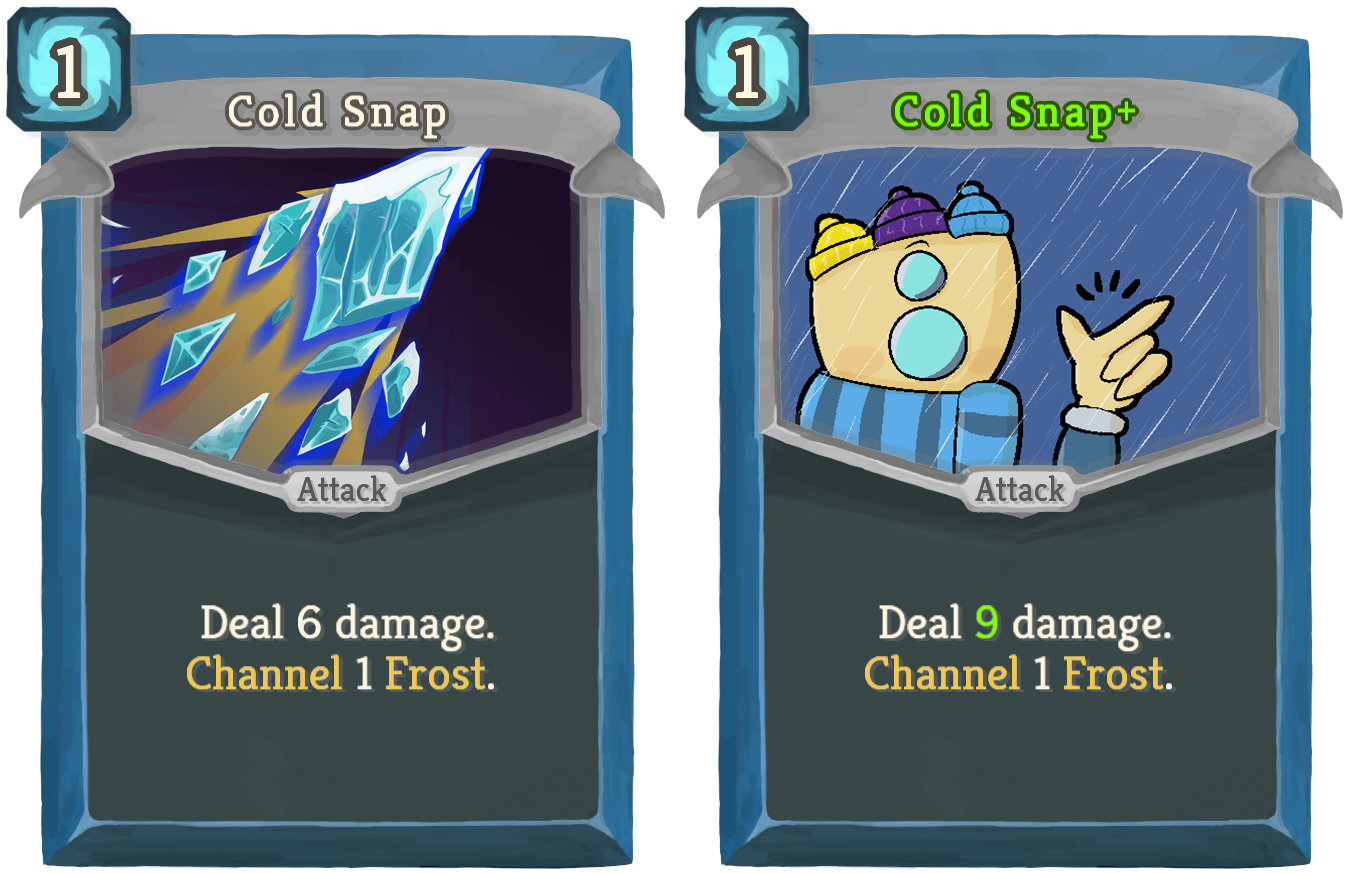 1
Cold Snap
Attack
Deal 6 damage.
Channel 1 Frost.
1
Cold Snap+
Attack
Deal 9 damage.
Channel 1 Frost.